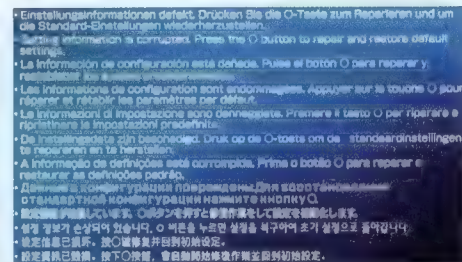 • Einstellungsinformationen defekt. Drücken Sie die O-Taste zum Reparieren und um
die Standard-Einstellungen wiederherzustellen.
information is corrupted. Press the O button to repair and restore default
settings.
• La información de configuración está dañada. Pulse el botón O para reparar y
• Les informations de configuration sont endommagées. Appuyer sur la touche O pour
réparer et rétablir les paramètres par défaut.
• Le informazioni di impostazione sono danneggiate. Premere il tasto O per riparare e
ripristinare le impostazioni predefinite.
• De instellingsdata zijn beschadigd. Druk op de O-toets om de standaardinstellingen
te repareren en te herstellen.
• A informação de definições está corrompida. Prima o botão O para reparar e
restaurar as definições padrão.
• Данные конфигурации повреждены. Для восстановления
стандартной конфигурации нажмите кнопку O.
しています。Oボタンを押すと修復作業をして設定を初期化します。
• 설정 정보가 손상되어 있습니다. O 버튼을 누르면 설정을 복구하여 초기 설정으로 돌아갑니다.
• 设定信息已损坏。按O键修复并回到初始设定。
• 設定資訊已毀損。按下O按鈕，會自動開始修復作業並回到初始設定。